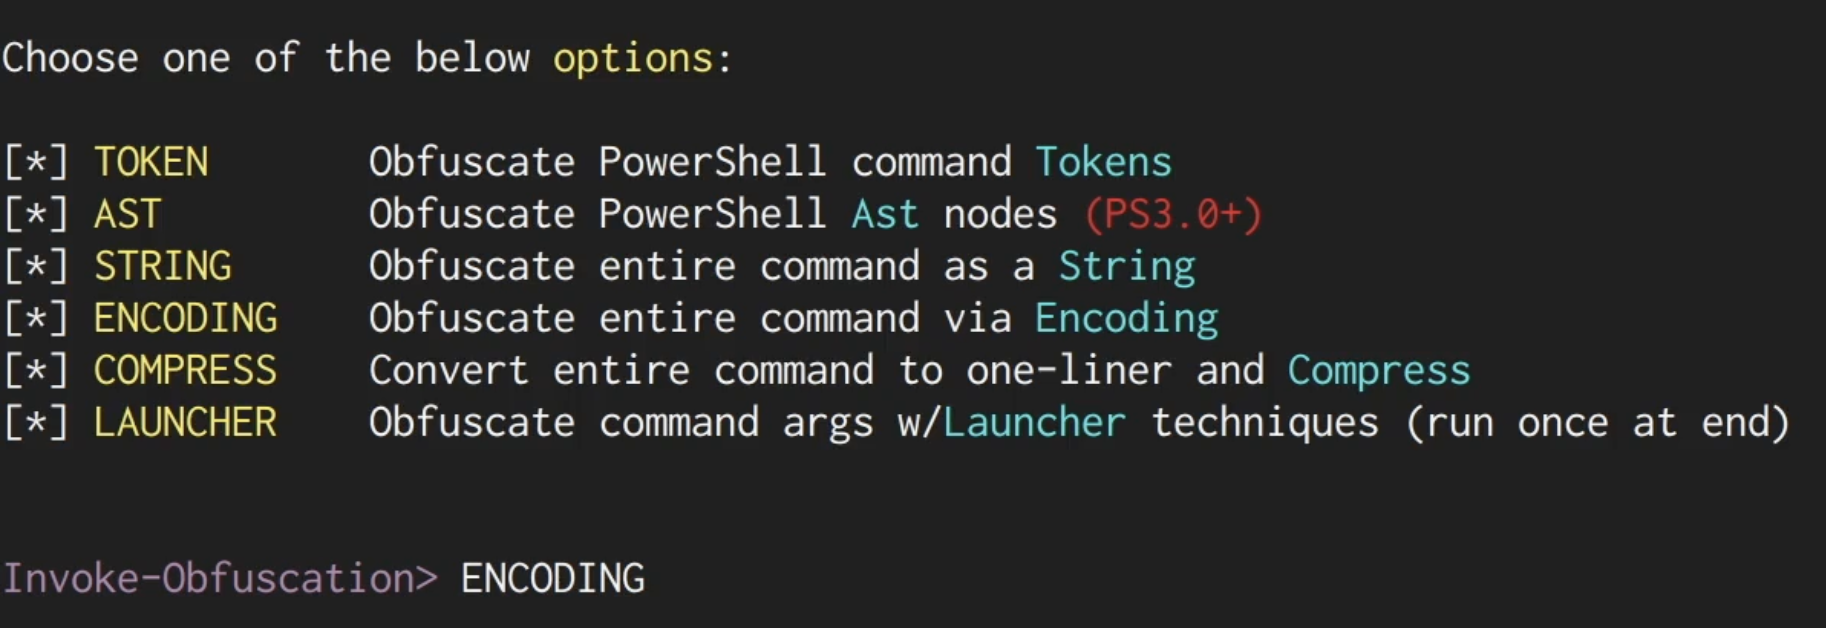 Choose one of the below options:
[*] TOKEN Obfuscate PowerShell command Tokens
[*] AST Obfuscate PowerShell Ast nodes (PS3.0+)
[*] STRING Obfuscate entire command as a String
[*] ENCODING Obfuscate entire command via Encoding
[*] COMPRESS Convert entire command to one-liner and Compress
[*] LAUNCHER Obfuscate command args w/Launcher techniques (run once at end)
Invoke-Obfuscation> ENCODING